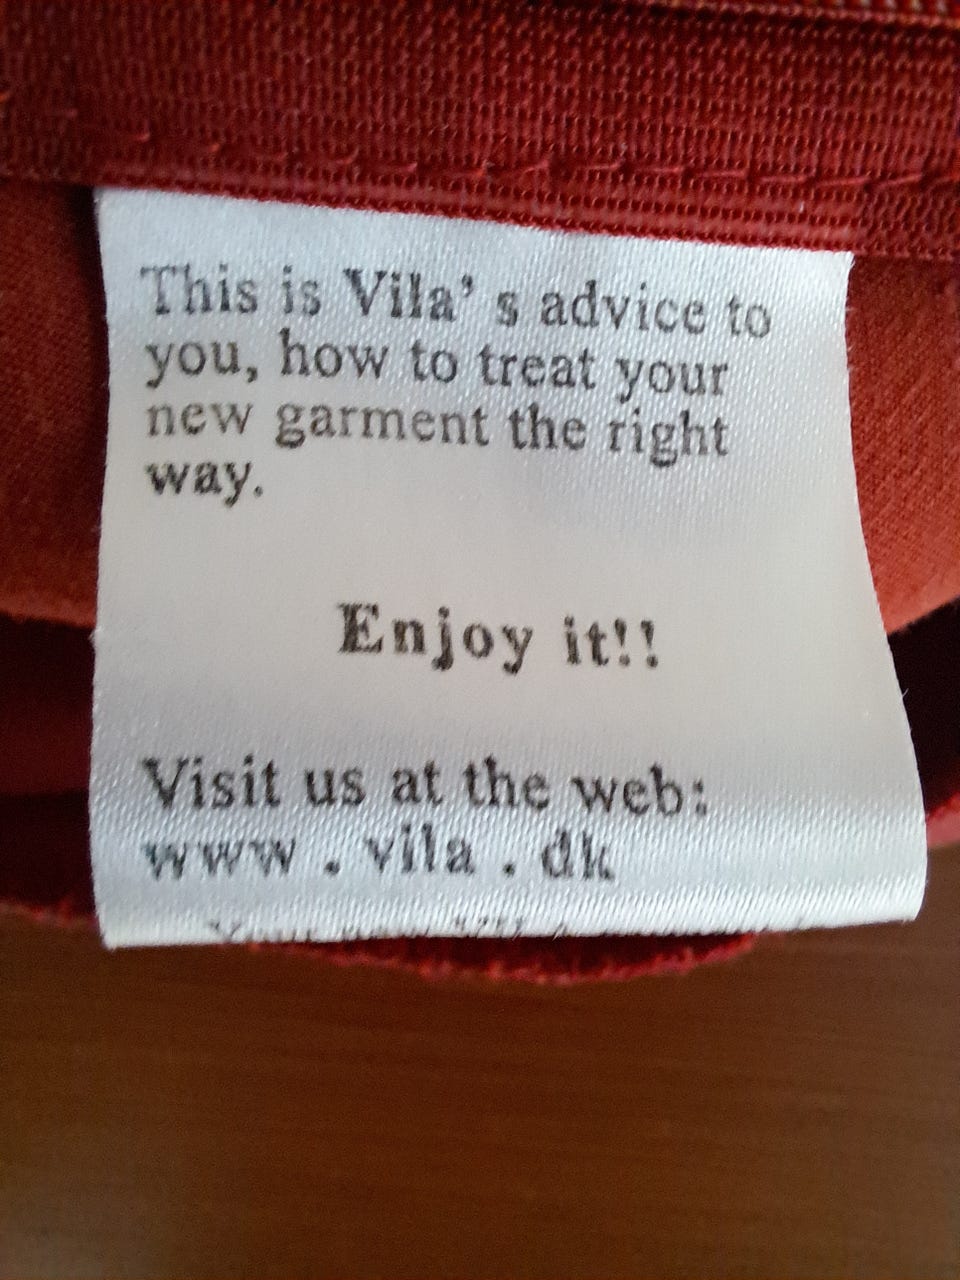 This is Vila's advice to
you, how to treat your
new garment the right
way.
Enjoy it!!
Visit us at the web:
www . vila . dk